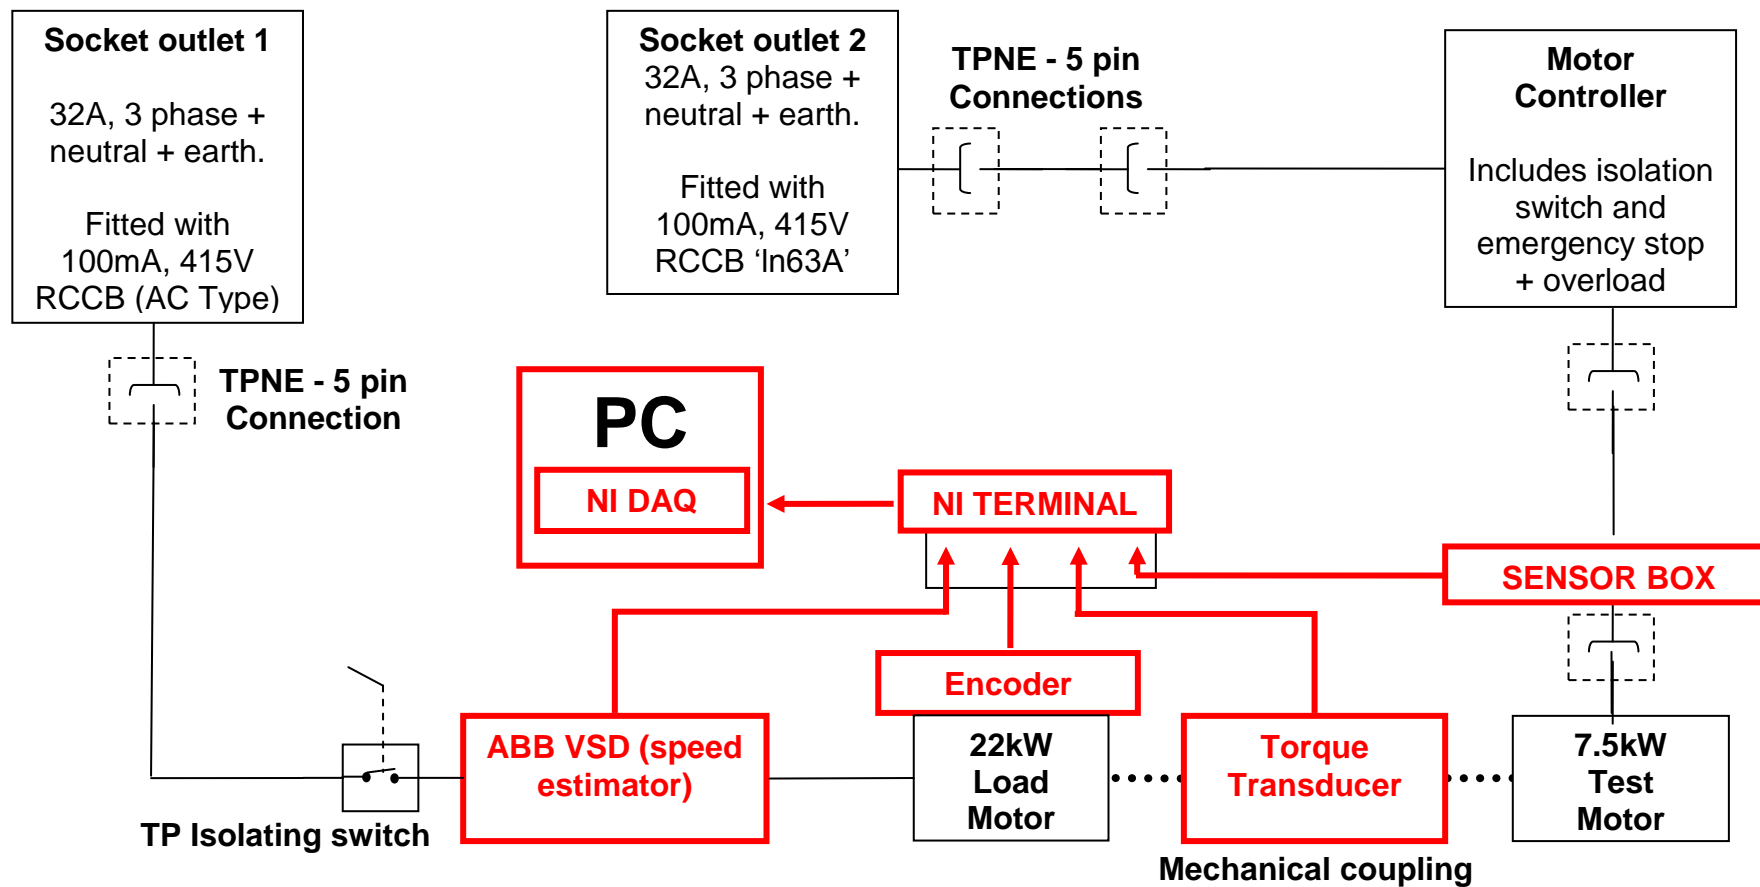 Socket outlet 1
32A, 3 phase +
neutral + earth.
Fitted with
100mA, 415V
RCCB (AC Type)
Socket outlet 2
32A, 3 phase +
neutral + earth.
Fitted with
100mA, 415V
RCCB ‘In63A’
TPNE - 5 pin
Connections
Motor
Controller
Includes isolation
switch and
emergency stop
+ overload
TPNE - 5 pin
Connection
PC
NI DAQ
NI TERMINAL
SENSOR BOX
Encoder
ABB VSD (speed
estimator)
22kW
Load
Motor
Torque
Transducer
7.5kW
Test
Motor
TP Isolating switch
Mechanical coupling